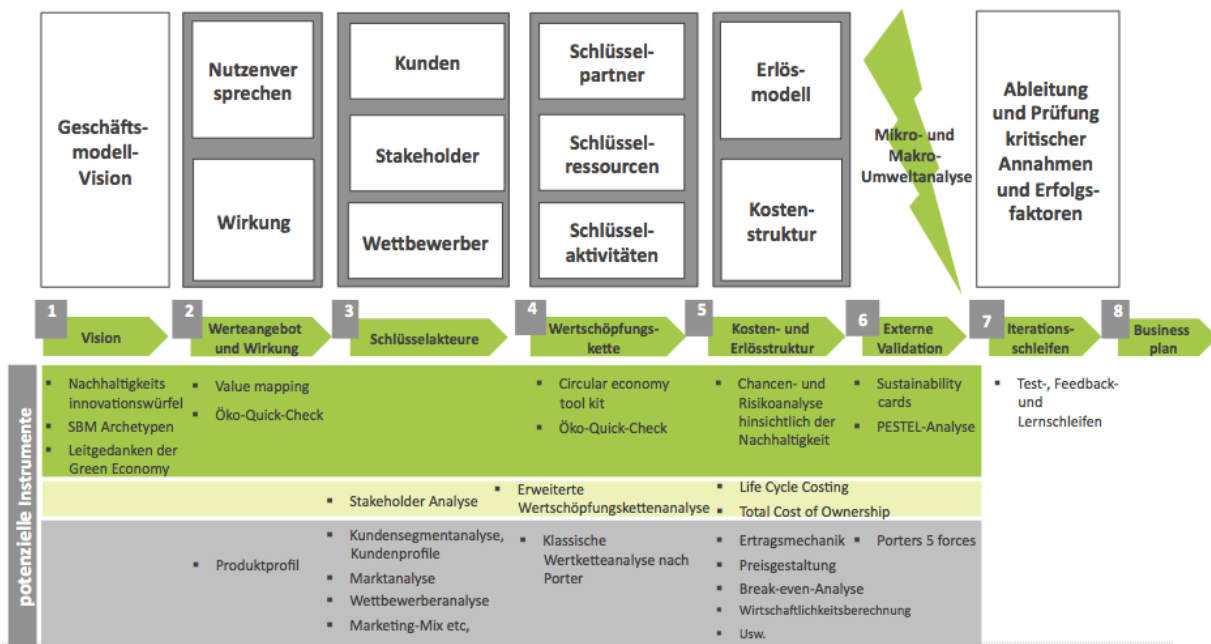 Geschäfts-
modell-
Vision
Nutzenver
sprechen
Wirkung
Kunden
Stakeholder
Wettbewerber
Schlüssel-
partner
Schlüssel-
ressourcen
Schlüssel-
aktivitäten
Erlös-
modell
Kosten-
struktur
Mikro- und
Makro-
Umweltanalyse
Ableitung
und Prüfung
kritischer
Annahmen
und Erfolgs-
faktoren
1
Vision
2
Werteangebot
und Wirkung
3
Schlüsselakteure
4
Wertschöpfungs-
kette
5
Kosten- und
Erlösstruktur
6
Externe
Validation
7
Iterations-
schleifen
8
Business
plan
potenzielle Instrumente
▪ Nachhaltigkeits
innovationswürfel
▪ SBM Archetypen
▪ Leitgedanken der
Green Economy
▪ Value mapping
▪ Öko-Quick-Check
▪ Circular economy
tool kit
▪ Öko-Quick-Check
▪ Chancen- und
Risikoanalyse
hinsichtlich der
Nachhaltigkeit
▪ Sustainability
cards
▪ PESTEL-Analyse
▪ Test-, Feedback-
und
Lernschleifen
▪ Stakeholder Analyse
▪ Erweiterte
Wertschöpfungskettenanalyse
▪ Life Cycle Costing
▪ Total Cost of Ownership
▪ Produktprofil
▪ Kundensegmentanalyse,
Kundenprofile
▪ Marktanalyse
▪ Wettbewerberanalyse
▪ Marketing-Mix etc,
▪ Klassische
Wertketteanalyse nach
Porter
▪ Ertragsmechanik
▪ Preisgestaltung
▪ Break-even-Analyse
▪ Wirtschaftlichkeitsberechnung
▪ Usw.
▪ Porters 5 forces